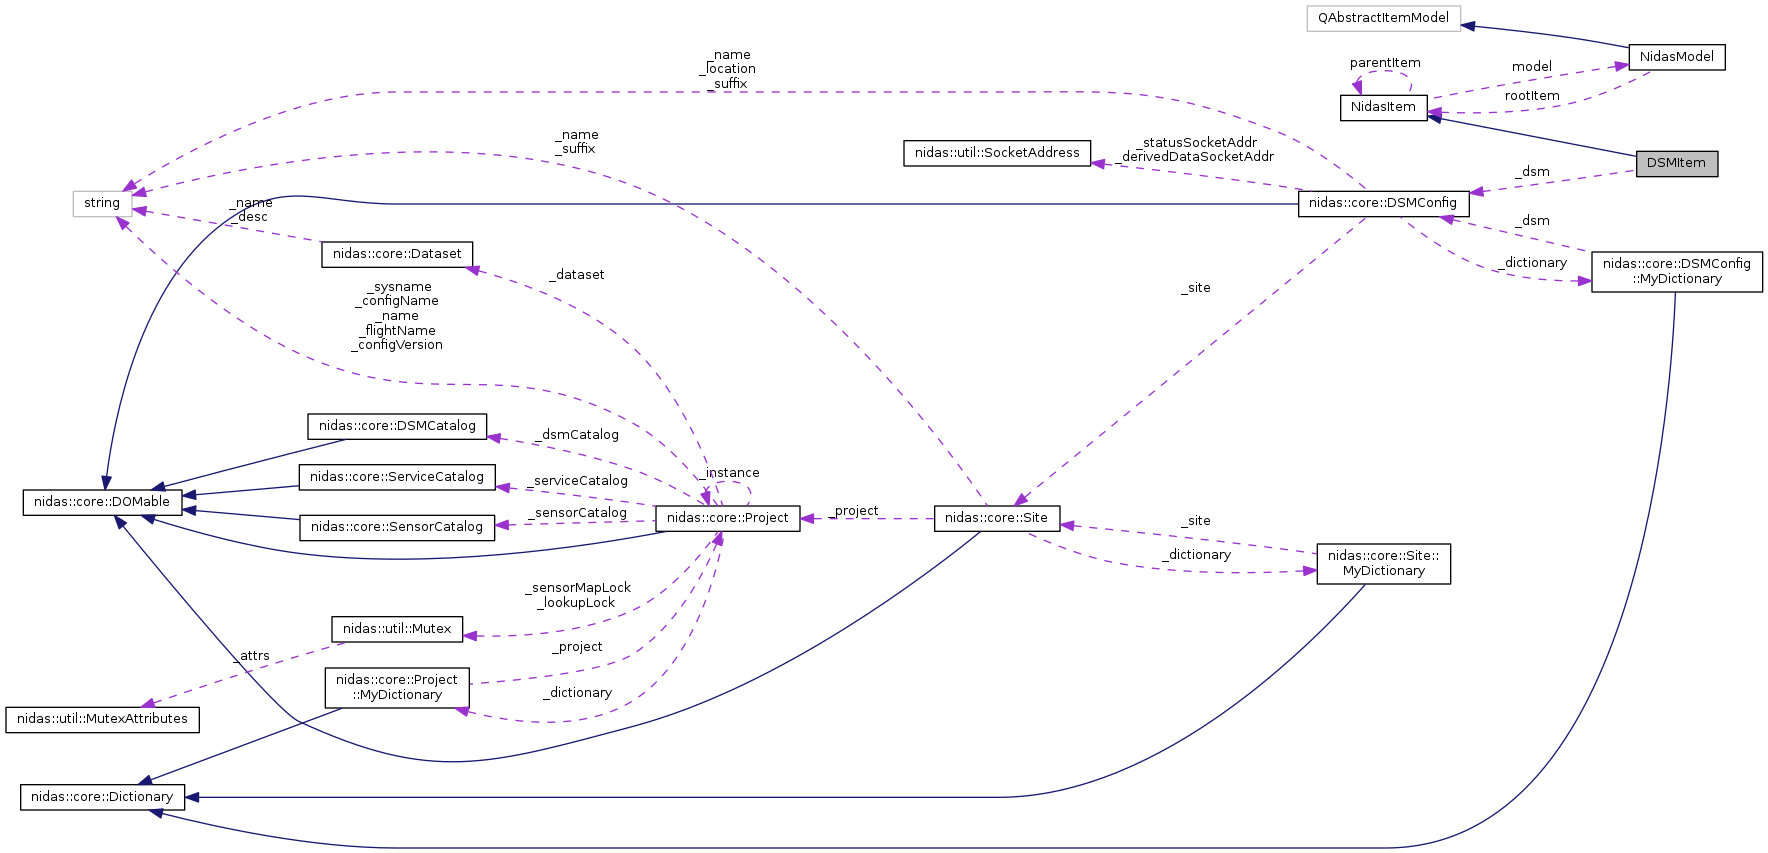 QAbstractItemModel
_name
_location
_suffix
NidasModel
parentItem
model
rootItem
NidasItem
_name
_suffix
_statusSocketAddr
_derivedDataSocketAddr
nidas::util::SocketAddress
DSMItem
_dsm
string
_name
_desc
nidas::core::DSMConfig
_dsm
nidas::core::Dataset
_dataset
_dictionary
nidas::core::DSMConfig
::MyDictionary
_sysname
_configName
_name
_flightName
_configVersion
_site
nidas::core::DSMCatalog
_dsmCatalog
nidas::core::ServiceCatalog
_serviceCatalog
_instance
nidas::core::DOMable
nidas::core::SensorCatalog
_sensorCatalog
nidas::core::Project
_project
nidas::core::Site
_site
_dictionary
nidas::core::Site::
MyDictionary
_sensorMapLock
_lookupLock
nidas::util::Mutex
_attrs
_project
nidas::core::Project
::MyDictionary
_dictionary
nidas::util::MutexAttributes
nidas::core::Dictionary